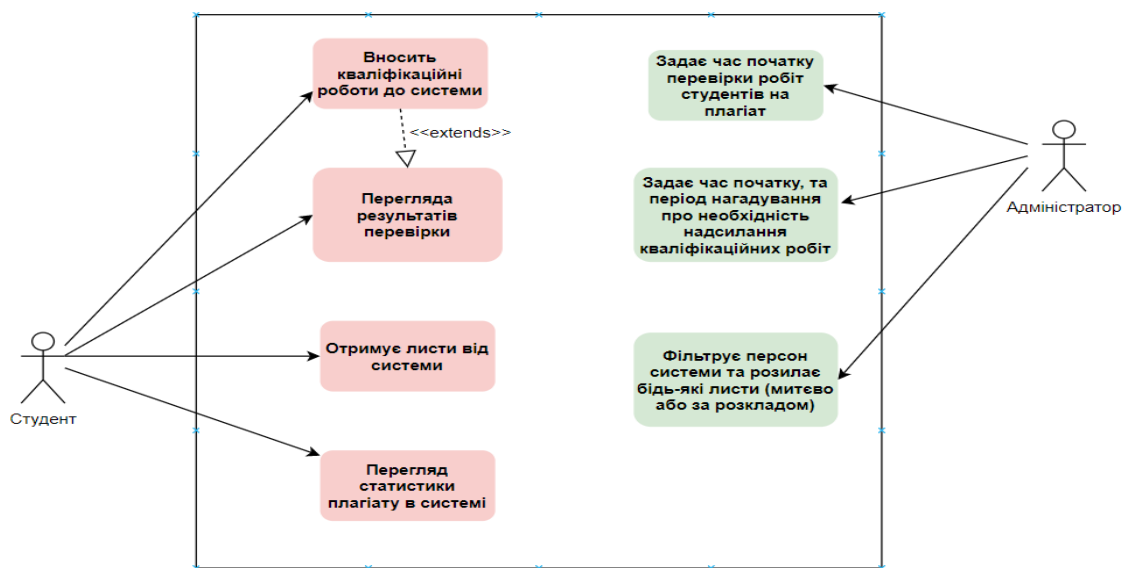 Вносить
кваліфікаційні
роботи до системи
<<extends>>
Перегляда
результатів
перевірки
Отримує листи від
системи
Перегляд
статистики
плагіату в системі
Студент
Задає час початку
перевірки робіт
студентів на
плагіат
Задає час початку, та
період нагадування
про необхідність
надсилання
кваліфікаційних робіт
Фільтрує персон
системи та розилає
бідь-які листи (митєво
або за розкладом)
Адміністратор